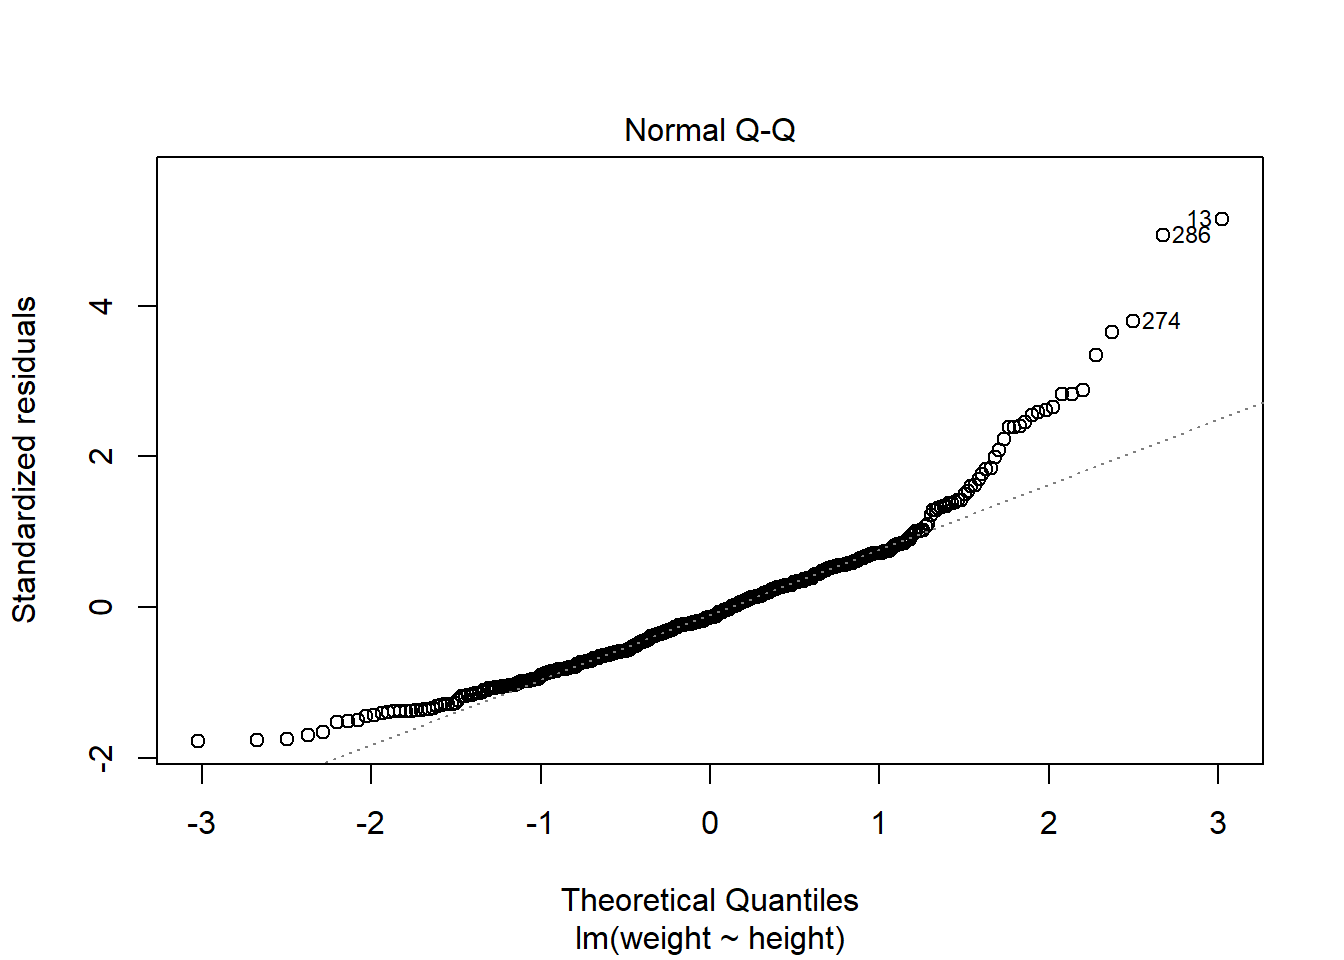 Normal Q-Q
13
286
274
Standardized residuals
4
2
0
-2
-3 -2 -1 0 1 2 3
Theoretical Quantiles
lm(weight ~ height)